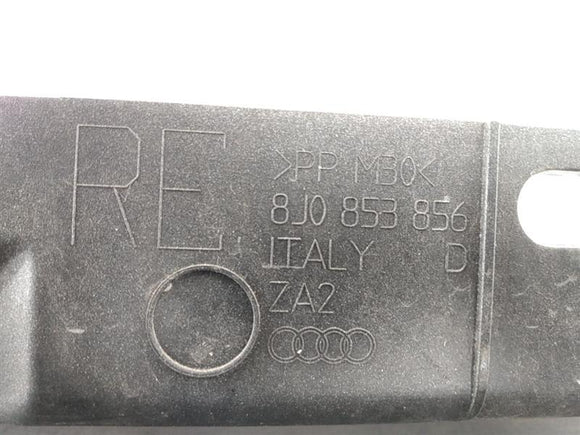 RE
>PP M30<
8J0 853 856
ITALY D
ZA2